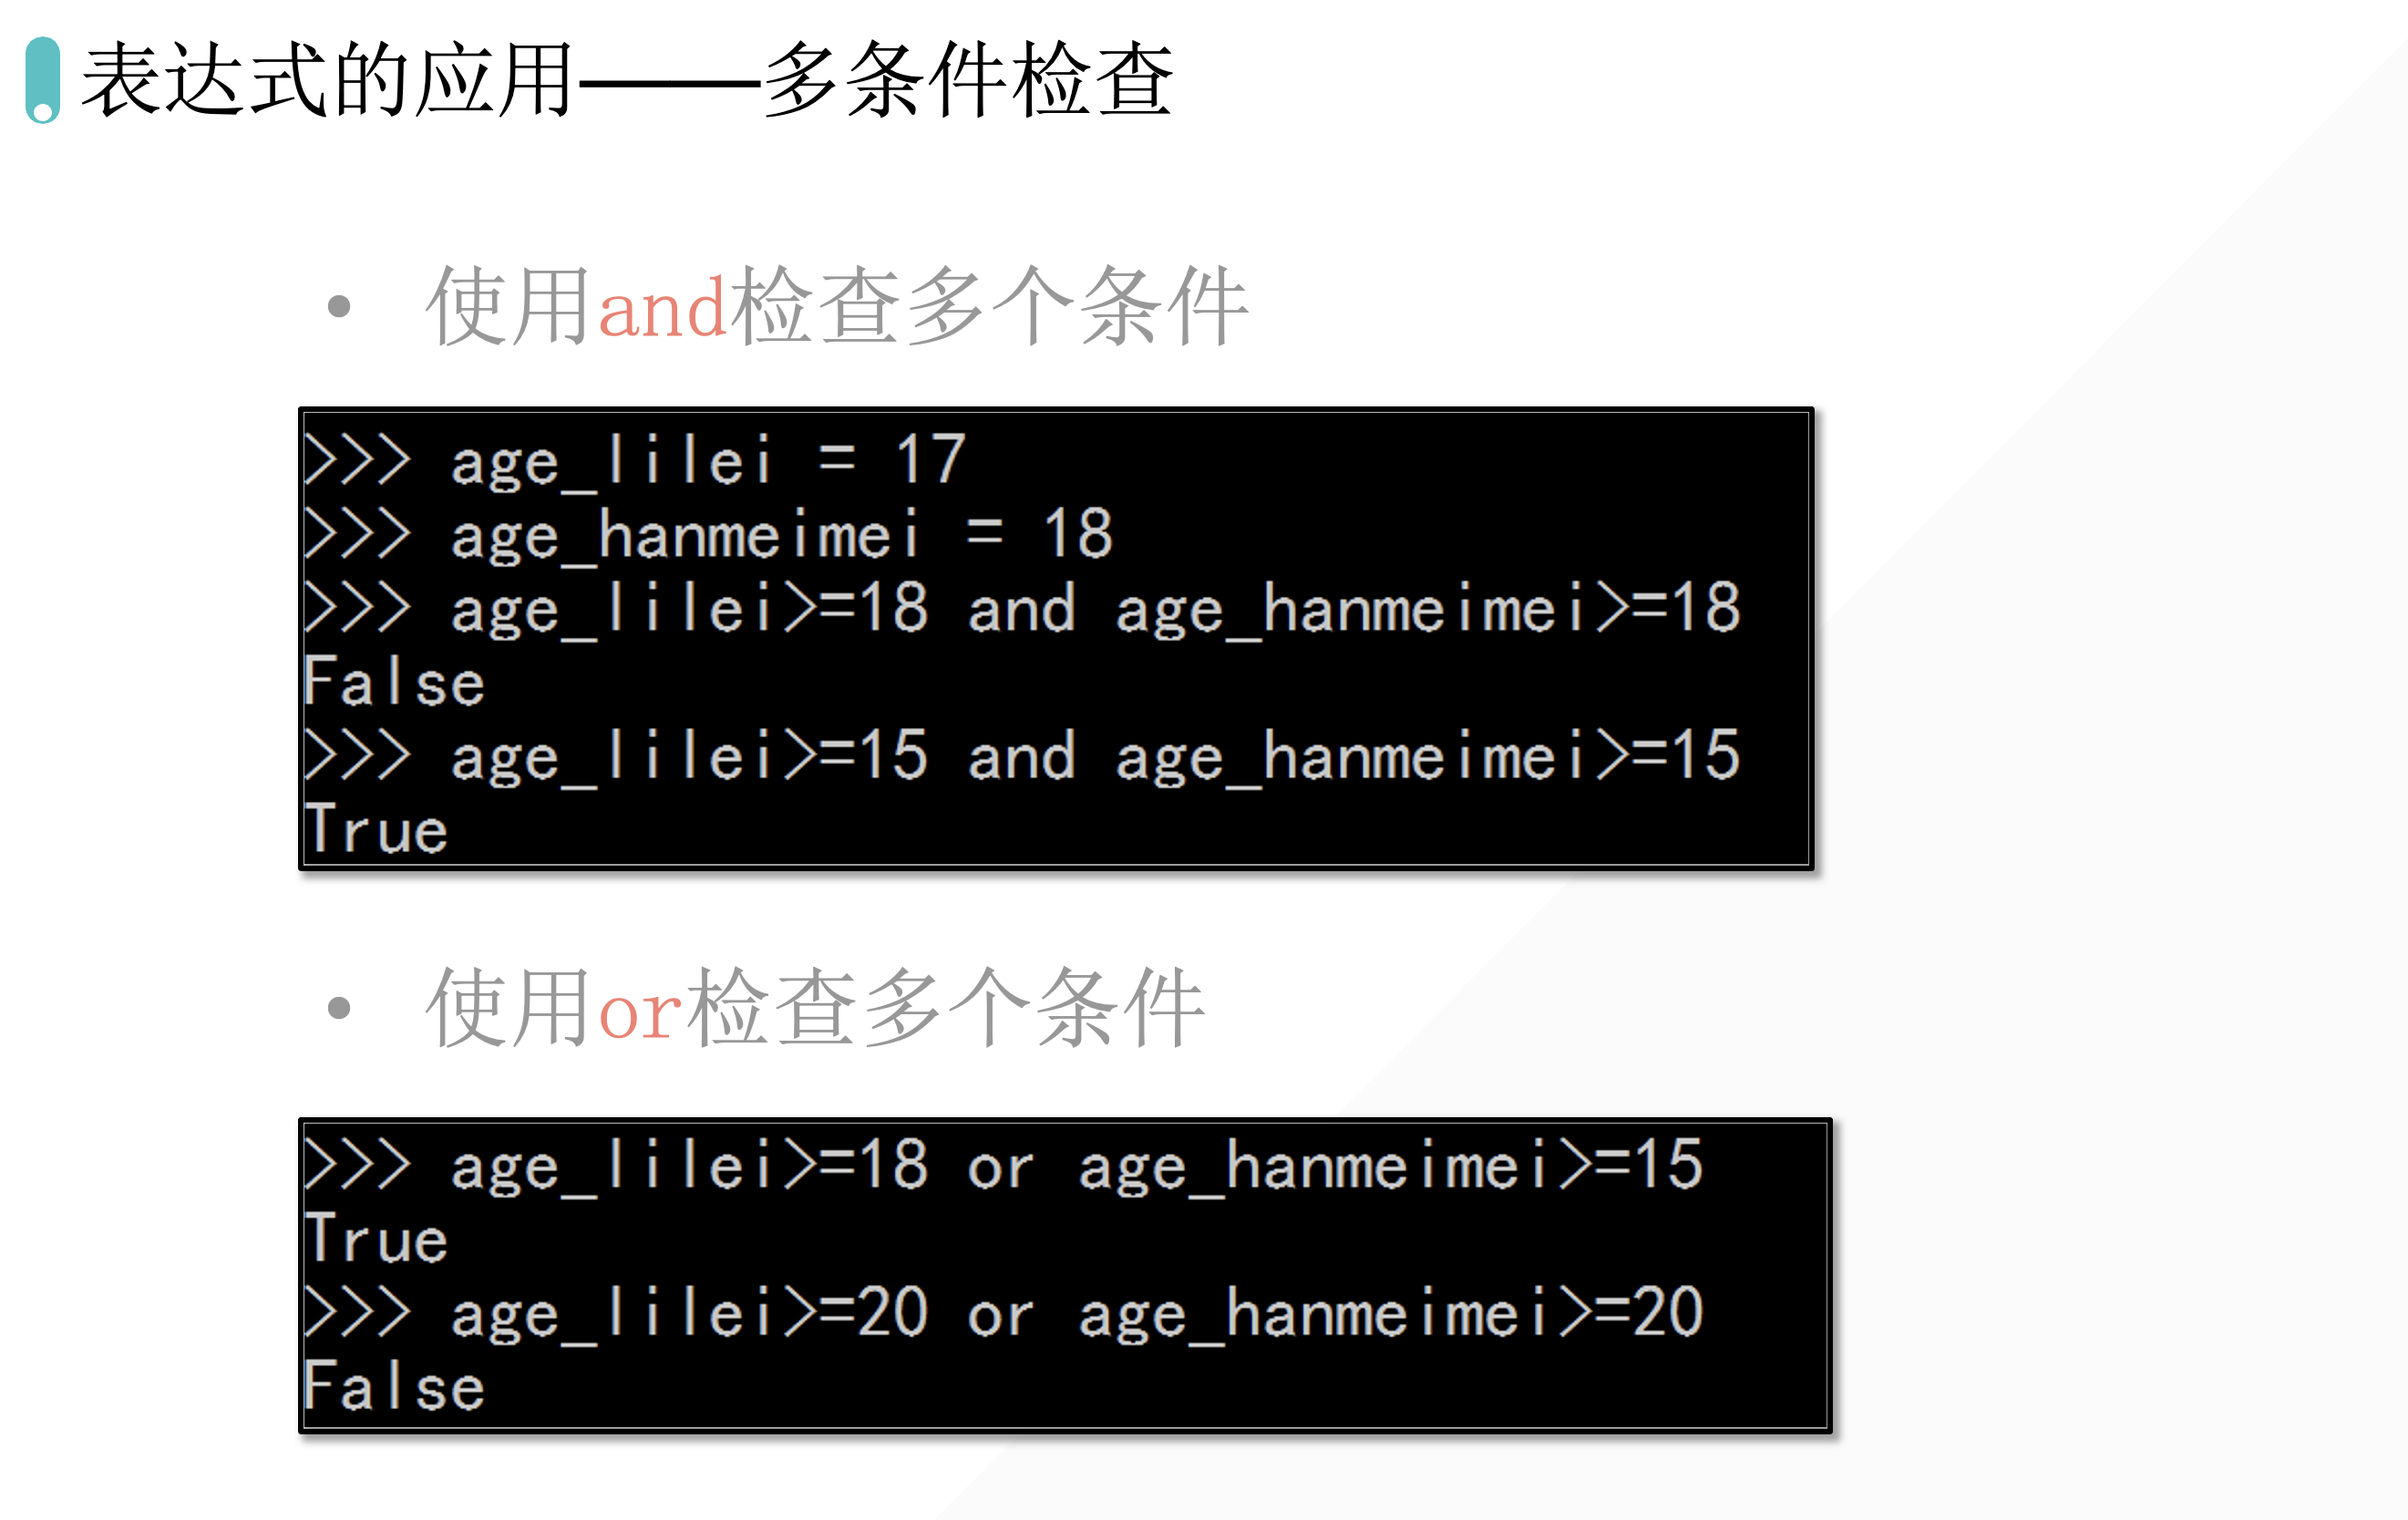 表达式的应用——多条件检查
• 使用and检查多个条件
>>> age_lilei = 17
>>> age_hanmeimei = 18
>>> age_lilei>=18 and age_hanmeimei>=18
False
>>> age_lilei>=15 and age_hanmeimei>=15
True
• 使用or检查多个条件
>>> age_lilei>=18 or age_hanmeimei>=15
True
>>> age_lilei>=20 or age_hanmeimei>=20
False